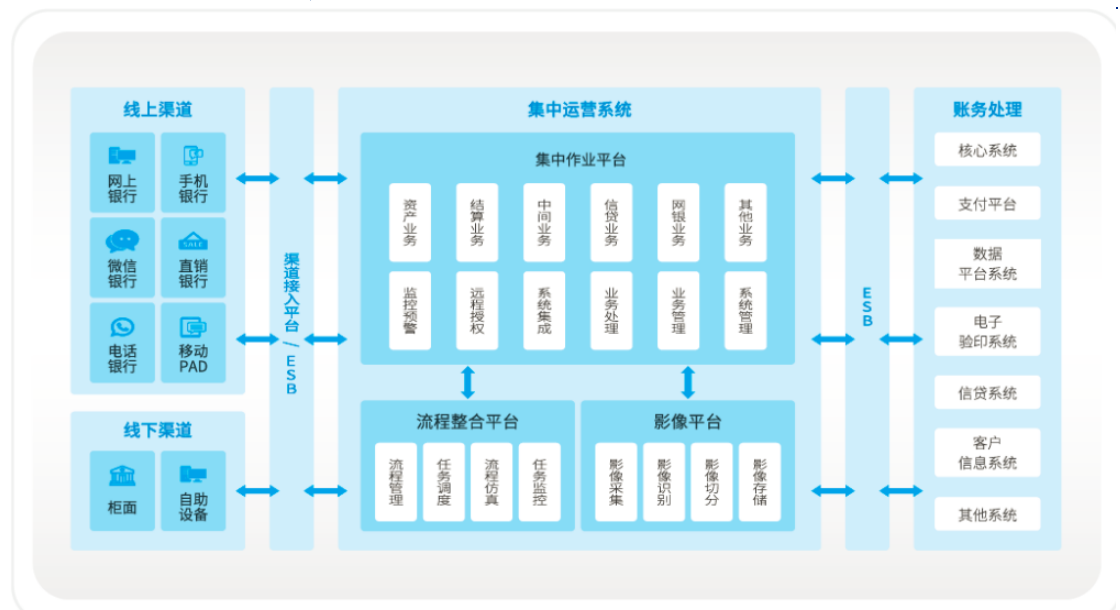 线上渠道
网上
银行
手机
银行
微信
银行
SALE
直销
银行
电话
银行
移动
PAD
线下渠道
柜面
自助
设备
渠道接入平台/ESB
集中运营系统
集中作业平台
资产业务
结算业务
中间业务
信贷业务
网银业务
其他业务
监控预警
远程授权
系统集成
业务处理
业务管理
系统管理
流程整合平台
流程管理
任务调度
流程仿真
任务监控
影像平台
影像采集
影像识别
影像切分
影像存储
ESB
账务处理
核心系统
支付平台
数据
平台系统
电子
验印系统
信贷系统
客户
信息系统
其他系统